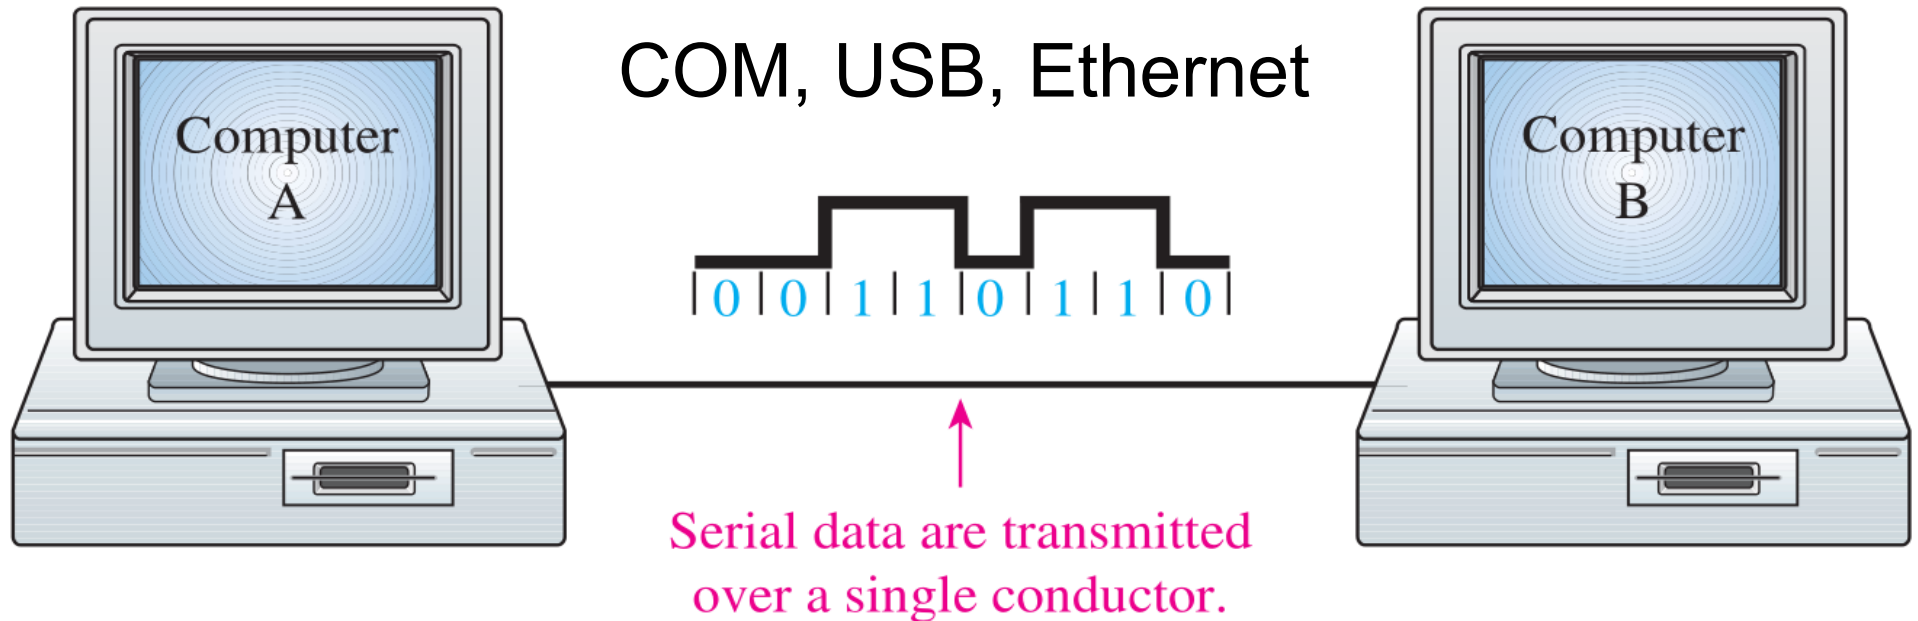 COM, USB, Ethernet
Computer
A
Computer
B
0 0 1 1 0 1 1 0
Serial data are transmitted
over a single conductor.